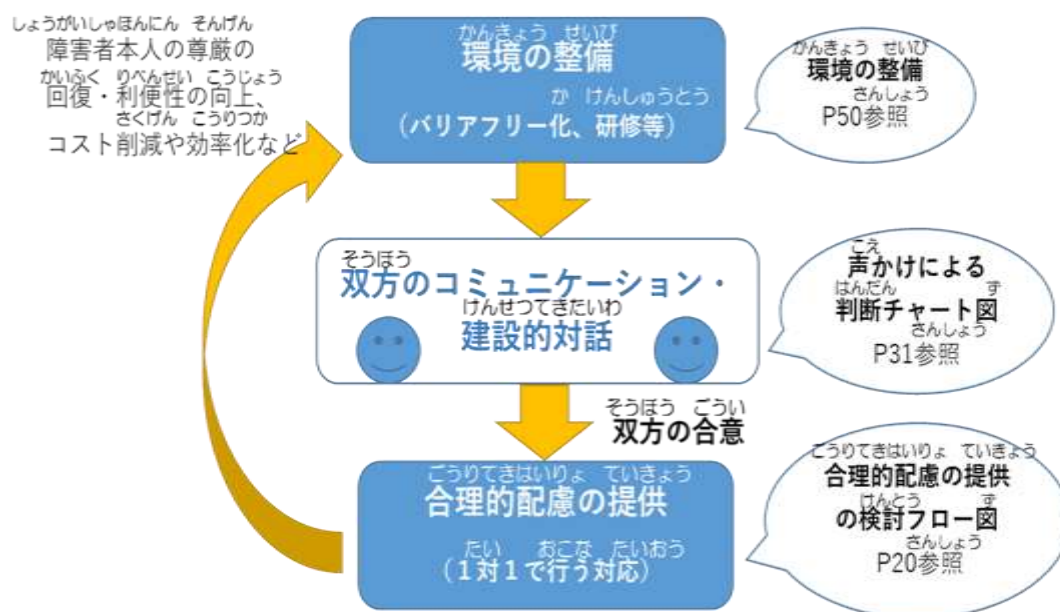 しょうがいしゃほんにん そんげん
障害者本人の尊厳の
かいふく りべんせい こうじょう
回復・利便性の向上、
さくげん こうりつか
コスト削減や効率化など
かんきょう せいび
環境の整備
か けんしゅうとう
（バリアフリー化、研修等）
かんきょう せいび
環境の整備
さんしょう
P50参照
そうほう
双方のコミュニケーション・
けんせつてきたいわ
建設的対話
こえ
声かけによる
はんだん ず
判断チャート図
さんしょう
P31参照
そうほう ごうい
双方の合意
ごうりてきはいりょ ていきょう
合理的配慮の提供
たい おこな たいおう
（１対１で行う対応）
ごうりてきはいりょ ていきょう
合理的配慮の提供
けんとう ず
の検討フロー図
さんしょう
P20参照